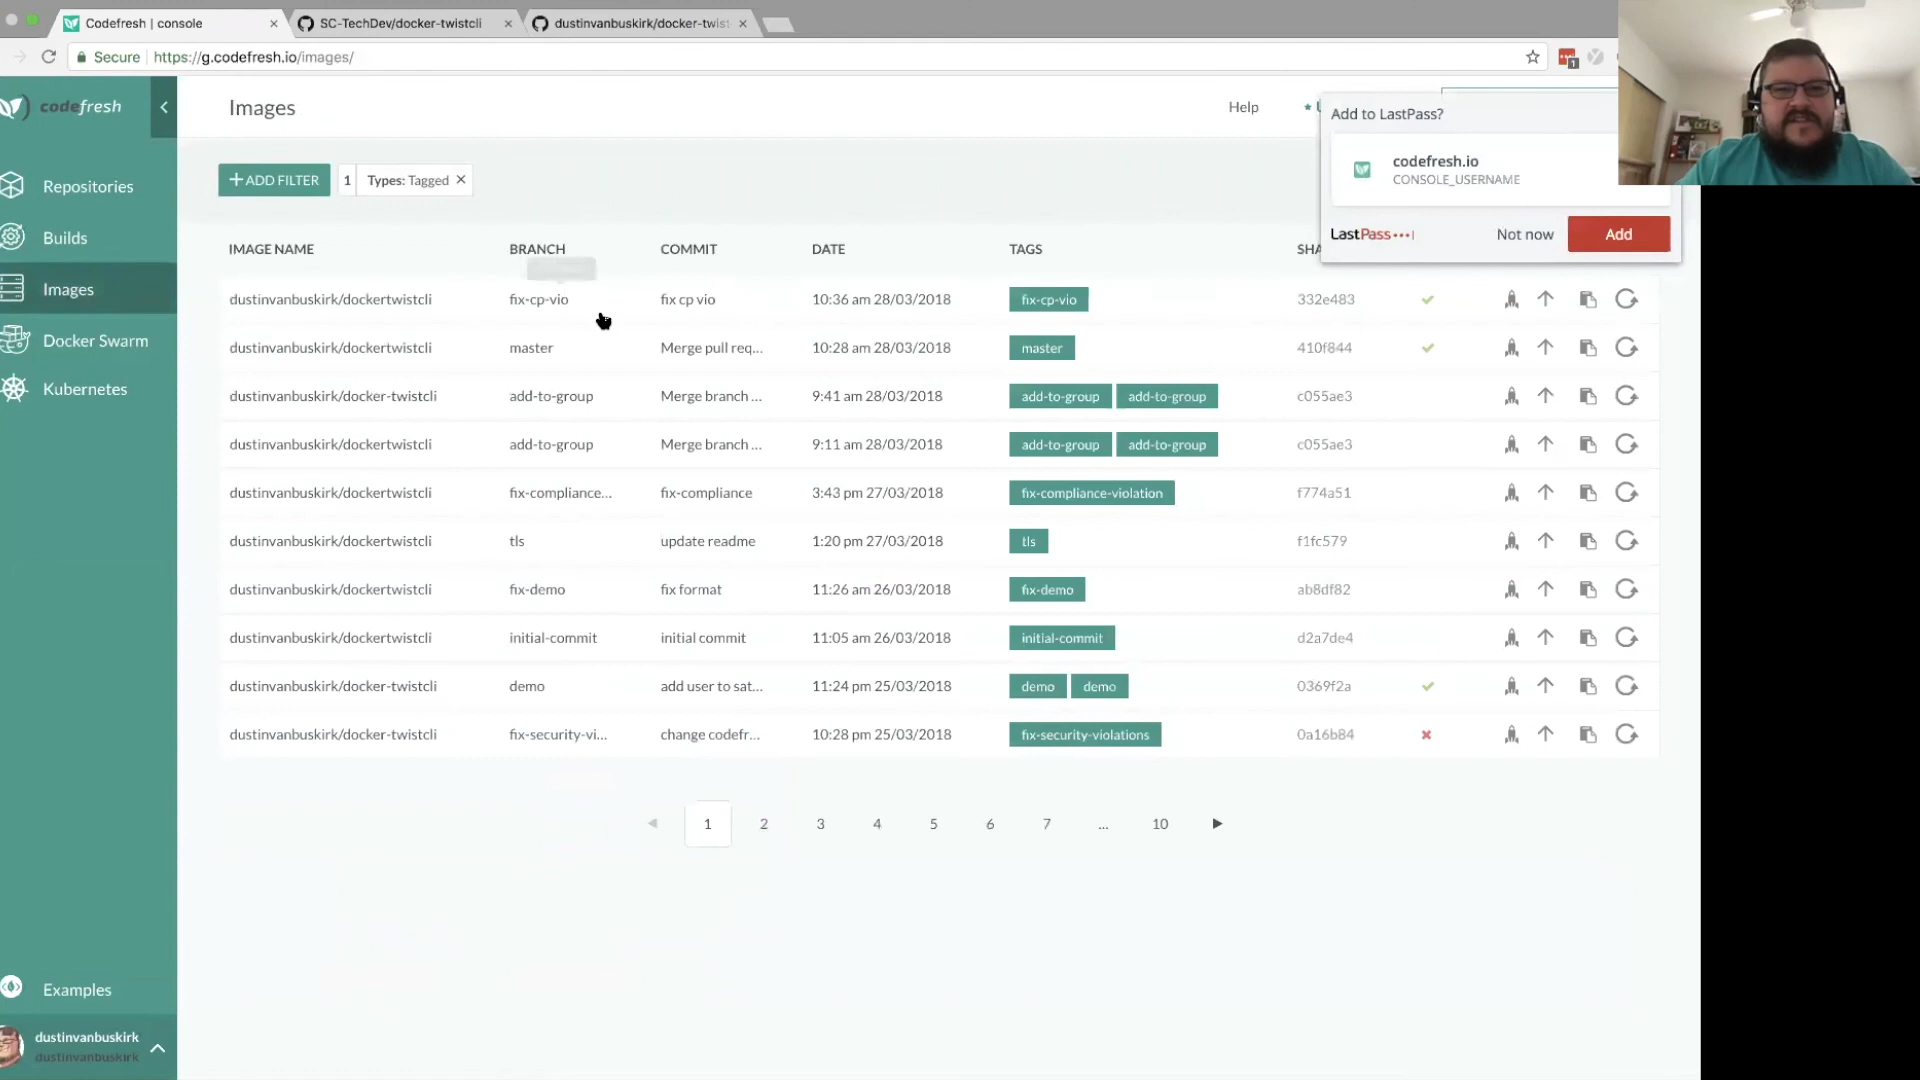 Codefresh | console
SC-TechDev/docker-twistcli
dustinvanbuskirk/docker-twist
Secure
https://g.codefresh.io/images/
1
codefresh
Images
Help
Add to LastPass?
codefresh.io
CONSOLE_USERNAME
LastPass
Not now
Add
Repositories
Builds
Images
Docker Swarm
Kubernetes
ADD FILTER
1
Types: Tagged
IMAGE NAME BRANCH COMMIT DATE TAGS
dustinvanbuskirk/dockertwistcli fix-cp-vio fix cp vio 10:36 am 28/03/2018 fix-cp-vio 332e483
dustinvanbuskirk/dockertwistcli master Merge pull req... 10:28 am 28/03/2018 master 410f844
dustinvanbuskirk/docker-twistcli add-to-group Merge branch ... 9:41 am 28/03/2018 add-to-group add-to-group c055ae3
dustinvanbuskirk/docker-twistcli add-to-group Merge branch ... 9:11 am 28/03/2018 add-to-group add-to-group c055ae3
dustinvanbuskirk/dockertwistcli fix-compliance... fix-compliance 3:43 pm 27/03/2018 fix-compliance-violation f774a51
dustinvanbuskirk/dockertwistcli tls update readme 1:20 pm 27/03/2018 tls f1fc579
dustinvanbuskirk/dockertwistcli fix-demo fix format 11:26 am 26/03/2018 fix-demo ab8df82
dustinvanbuskirk/dockertwistcli initial-commit initial commit 11:05 am 26/03/2018 initial-commit d2a7de4
dustinvanbuskirk/docker-twistcli demo add user to sat... 11:24 pm 25/03/2018 demo demo 0369f2a
dustinvanbuskirk/docker-twistcli fix-security-vi... change codefr... 10:28 pm 25/03/2018 fix-security-violations 0a16b84
1 2 3 4 5 6 7 ... 10
Examples
dustinvanbuskirk
dustinvanbuskirk